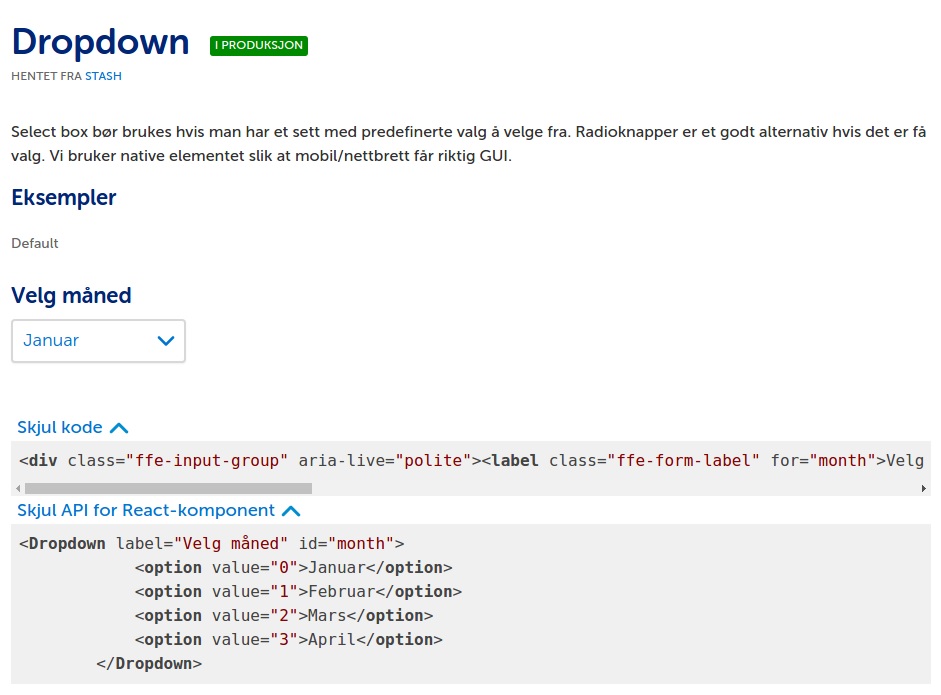 Dropdown I PRODUKSJON
HENTET FRA STASH
Select box bør brukes hvis man har et sett med predefinerte valg å velge fra. Radioknapper er et godt alternativ hvis det er få
valg. Vi bruker native elementet slik at mobil/nettbrett får riktig GUI.
Eksempler
Default
Velg måned
Januar
Skjul kode
<div class="ffe-input-group" aria-live="polite"><label class="ffe-form-label" for="month">Velg
Skjul API for React-komponent
<Dropdown label="Velg måned" id="month">
            <option value="0">Januar</option>
            <option value="1">Februar</option>
            <option value="2">Mars</option>
            <option value="3">April</option>
        </Dropdown>